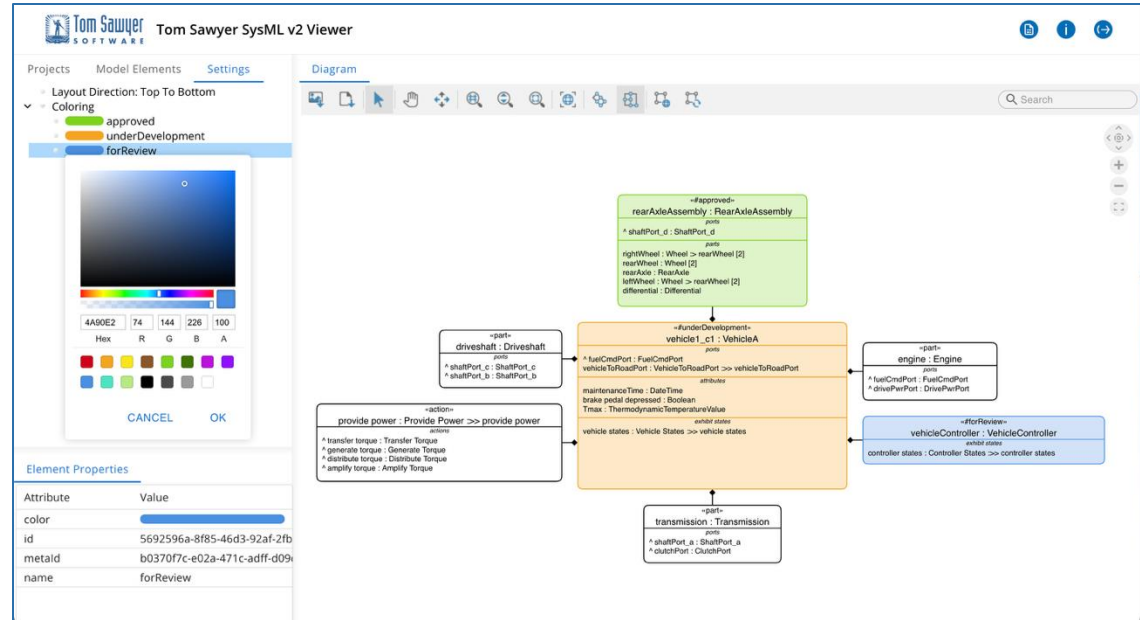 Tom Sawyer
SOFTWARE
Tom Sawyer SysML v2 Viewer
Projects Model Elements Settings
Layout Direction: Top To Bottom
Coloring
approved
underDevelopment
forReview
4A90E2 74 144 226 100
Hex R G B A
CANCEL OK
Element Properties
Attribute Value
color
id 5692596a-8f85-46d3-92af-2fb
metaId b0370f7c-e02a-471c-adff-d09
name forReview
Diagram
Search
«#approved»
rearAxleAssembly : RearAxleAssembly
ports
^ shaftPort_d : ShaftPort_d
parts
rightWheel : Wheel :> rearWheel [2]
rearWheel : Wheel [2]
rearAxle : RearAxle
leftWheel : Wheel :> rearWheel [2]
differential : Differential
«part»
driveshaft : Driveshaft
ports
^ shaftPort_c : ShaftPort_c
^ shaftPort_b : ShaftPort_b
«#underDevelopment»
vehicle1_c1 : VehicleA
ports
^ fuelCmdPort : FuelCmdPort
vehicleToRoadPort : VehicleToRoadPort :>> vehicleToRoadPort
attributes
maintenanceTime : DateTime
brake pedal depressed : Boolean
Tmax : ThermodynamicTemperatureValue
exhibit states
vehicle states : Vehicle States :>> vehicle states
«part»
engine : Engine
ports
^ fuelCmdPort : FuelCmdPort
^ drivePwrPort : DrivePwrPort
«action»
provide power : Provide Power :>> provide power
actions
^ transfer torque : Transfer Torque
^ generate torque : Generate Torque
^ distribute torque : Distribute Torque
^ amplify torque : Amplify Torque
«#forReview»
vehicleController : VehicleController
exhibit states
controller states : Controller States :>> controller states
«part»
transmission : Transmission
ports
^ shaftPort_a : ShaftPort_a
^ clutchPort : ClutchPort